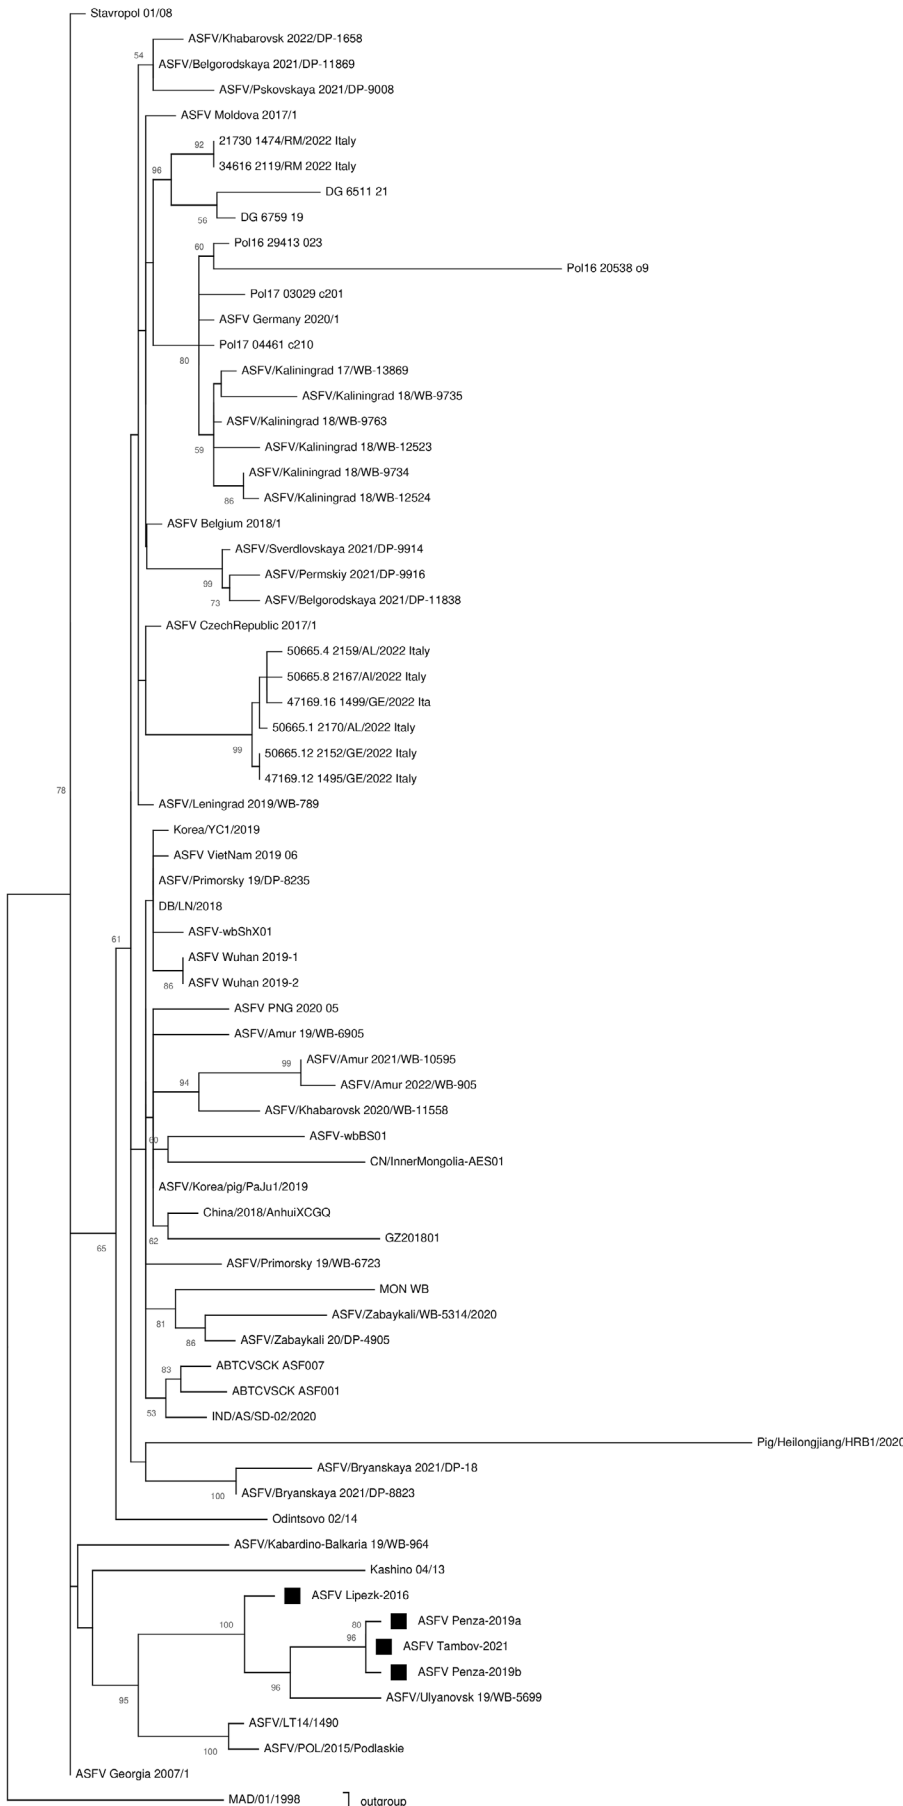 Stavropol 01/08
ASFV/Khabarovsk 2022/DP-1658
54
ASFV/Belgorodskaya 2021/DP-11869
ASFV/Pskovskaya 2021/DP-9008
ASFV Moldova 2017/1
21730 1474/RM/2022 Italy
92
34616 2119/RM 2022 Italy
96
DG 6511 21
DG 6759 19
56
Pol16 29413 023
60
Pol16 20538 o9
Pol17 03029 c201
ASFV Germany 2020/1
Pol17 04461 c210
80
ASFV/Kaliningrad 17/WB-13869
ASFV/Kaliningrad 18/WB-9735
ASFV/Kaliningrad 18/WB-9763
ASFV/Kaliningrad 18/WB-12523
59
ASFV/Kaliningrad 18/WB-9734
ASFV/Kaliningrad 18/WB-12524
86
ASFV Belgium 2018/1
ASFV/Sverdlovskaya 2021/DP-9914
ASFV/Permskiy 2021/DP-9916
99
ASFV/Belgorodskaya 2021/DP-11838
73
ASFV CzechRepublic 2017/1
50665.4 2159/AL/2022 Italy
50665.8 2167/Al/2022 Italy
47169.16 1499/GE/2022 Ita
50665.1 2170/AL/2022 Italy
99
50665.12 2152/GE/2022 Italy
47169.12 1495/GE/2022 Italy
78
ASFV/Leningrad 2019/WB-789
Korea/YC1/2019
ASFV VietNam 2019 06
ASFV/Primorsky 19/DP-8235
DB/LN/2018
ASFV-wbShX01
61
ASFV Wuhan 2019-1
ASFV Wuhan 2019-2
86
ASFV PNG 2020 05
ASFV/Amur 19/WB-6905
ASFV/Amur 2021/WB-10595
99
ASFV/Amur 2022/WB-905
94
ASFV/Khabarovsk 2020/WB-11558
ASFV-wbBS01
60
CN/InnerMongolia-AES01
ASFV/Korea/pig/PaJu1/2019
China/2018/AnhuiXCGQ
GZ201801
62
65
ASFV/Primorsky 19/WB-6723
MON WB
ASFV/Zabaykali/WB-5314/2020
81
ASFV/Zabaykali 20/DP-4905
86
ABTCVSCK ASF007
83
ABTCVSCK ASF001
IND/AS/SD-02/2020
53
Pig/Heilongjiang/HRB1/2020
ASFV/Bryanskaya 2021/DP-18
ASFV/Bryanskaya 2021/DP-8823
100
Odintsovo 02/14
ASFV/Kabardino-Balkaria 19/WB-964
Kashino 04/13
ASFV Lipezk-2016
ASFV Penza-2019a
100
80
96
ASFV Tambov-2021
ASFV Penza-2019b
96
ASFV/Ulyanovsk 19/WB-5699
95
ASFV/LT14/1490
ASFV/POL/2015/Podlaskie
100
ASFV Georgia 2007/1
MAD/01/1998
outgroup